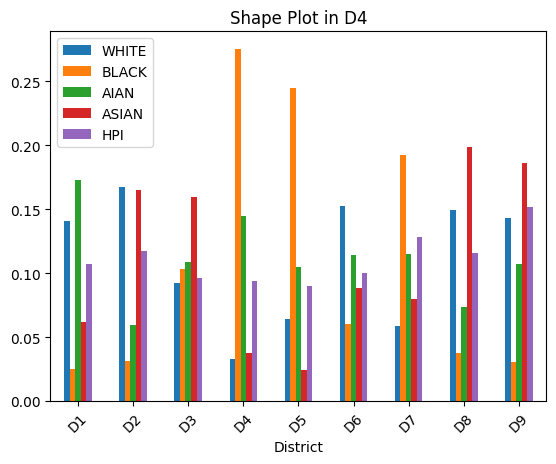 Shape Plot in D4
WHITE
BLACK
AIAN
ASIAN
HPI
0.25
0.20
0.15
0.10
0.05
0.00
D1 D2 D3 D4 D5 D6 D7 D8 D9
District